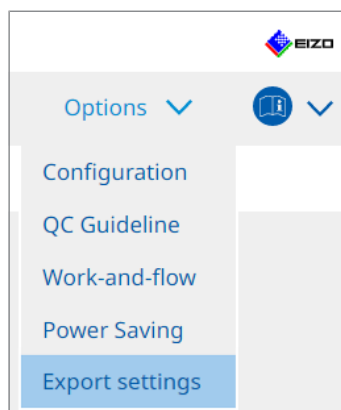 EIZO
Options
Configuration
QC Guideline
Work-and-flow
Power Saving
Export settings